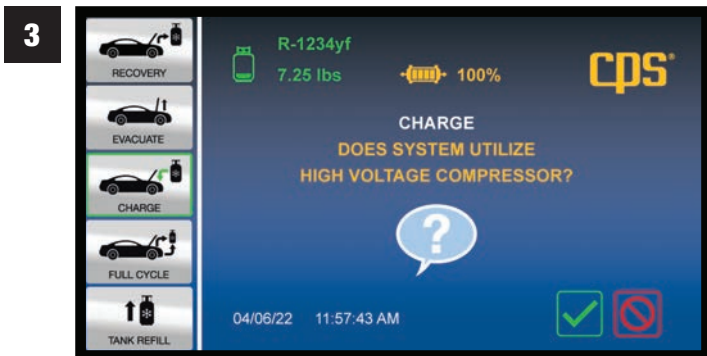 3
RECOVERY
EVACUATE
CHARGE
FULL CYCLE
TANK REFILL
R-1234yf
7.25 lbs
100%
cps®
CHARGE
DOES SYSTEM UTILIZE
HIGH VOLTAGE COMPRESSOR?
?
04/06/22 11:57:43 AM